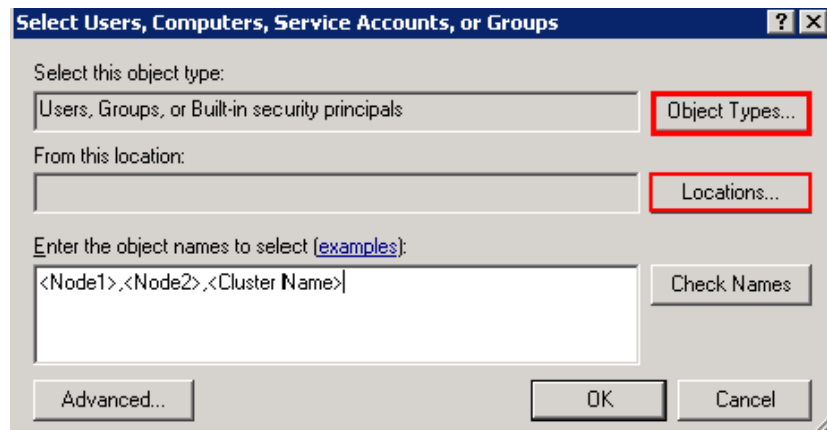 Select Users, Computers, Service Accounts, or Groups
Select this object type:
Users, Groups, or Built-in security principals
Object Types...
From this location:
Locations...
Enter the object names to select (examples):
<Node1>,<Node2>,<Cluster Name>
Check Names
Advanced...
OK
Cancel